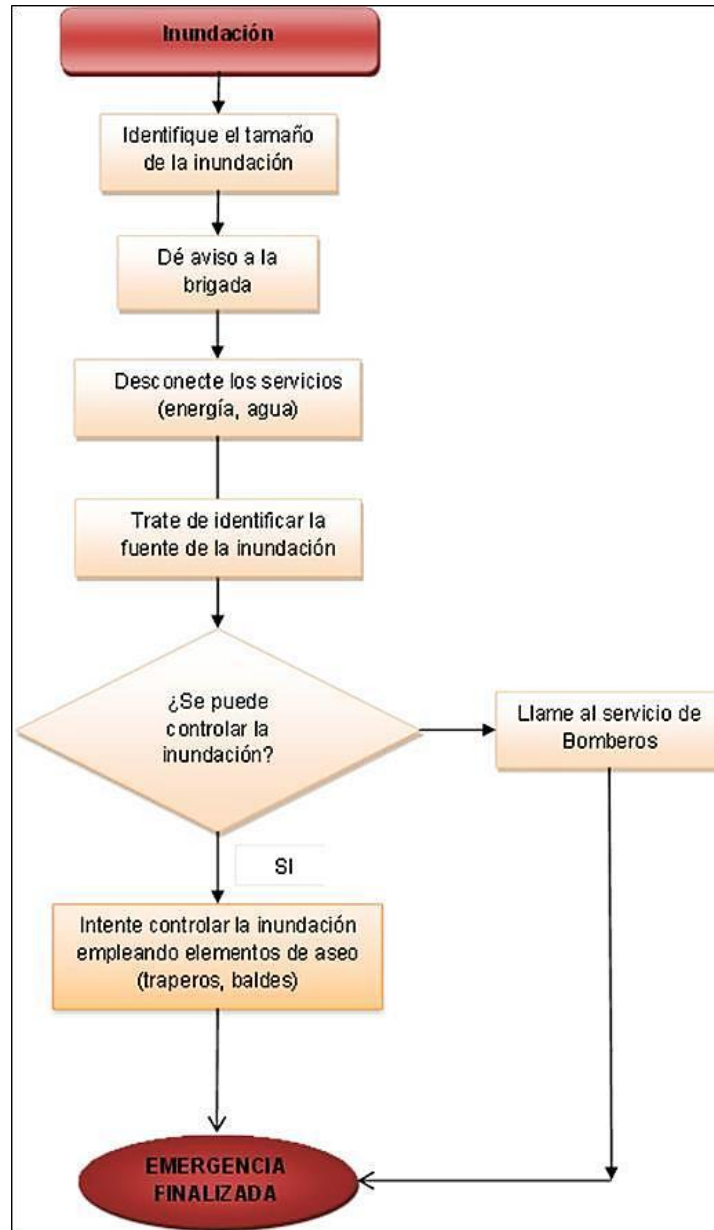 Inundación
Identifique el tamaño
de la inundación
Dé aviso a la
brigada
Desconecte los servicios
(energía, agua)
Trate de identificar la
fuente de la inundación
¿Se puede
controlar la
inundación?
Llame al servicio de
Bomberos
SI
Intente controlar la inundación
empleando elementos de aseo
(traperos, baldes)
EMERGENCIA
FINALIZADA